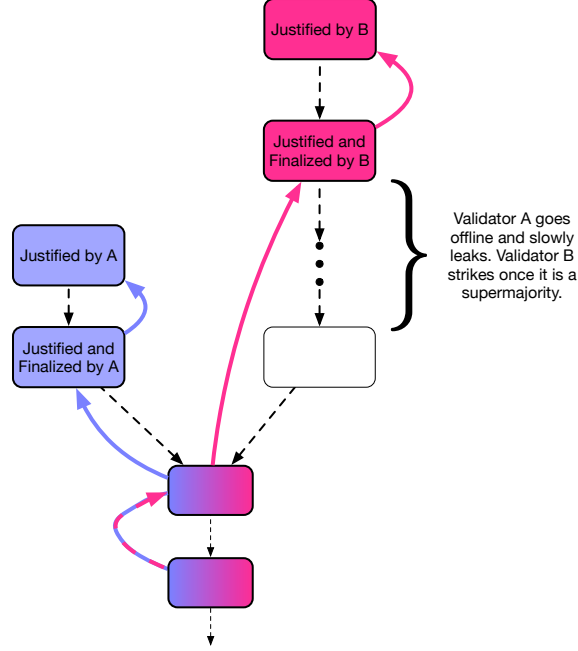 Justified by B
Justified and
Finalized by B
Validator A goes
offline and slowly
leaks. Validator B
strikes once it is a
supermajority.
Justified by A
Justified and
Finalized by A